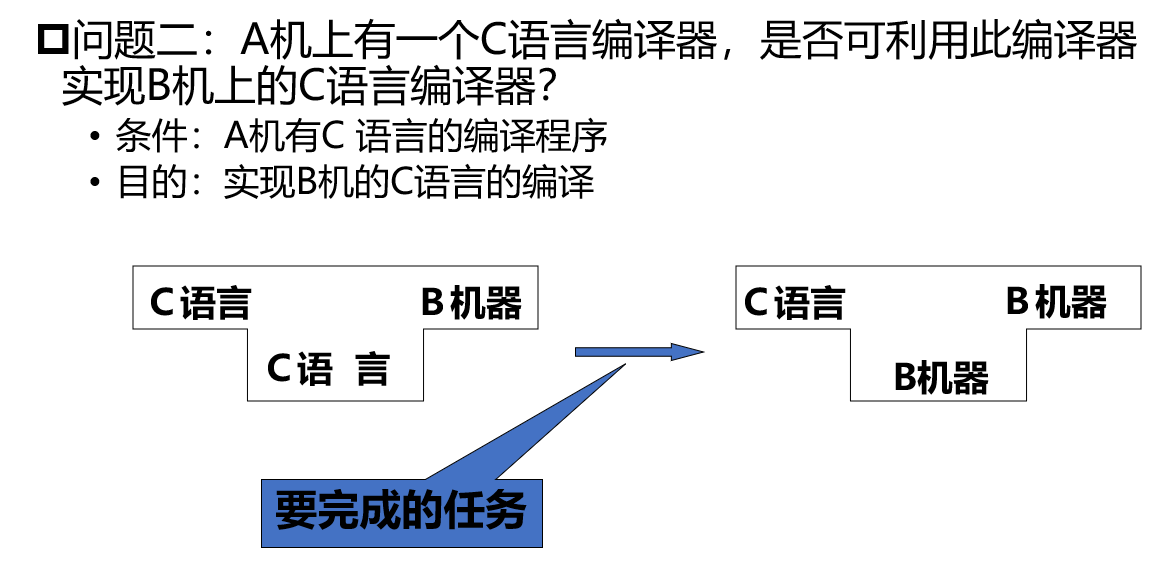 问题二：A机上有一个C语言编译器，是否可利用此编译器
实现B机上的C语言编译器？
• 条件：A机有C 语言的编译程序
• 目的：实现B机的C语言的编译
C语言 B机器
C语 言
C语言 B机器
B机器
要完成的任务